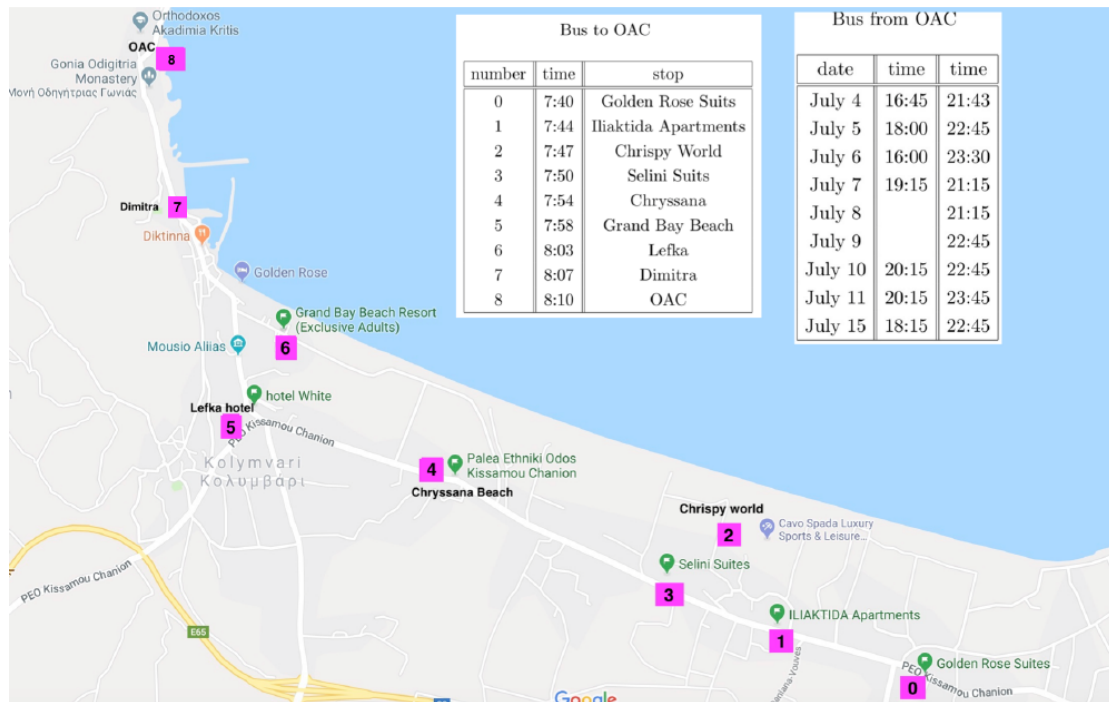 Orthodoxos
Akadimia Kritis
OAC
8
Gonia Odigitria
Monastery
Μονή Οδηγήτριας Γωνιάς
Dimitra
7
Diktinna
Golden Rose
Grand Bay Beach Resort
(Exclusive Adults)
6
Mousio Aliias
hotel White
Lefka hotel
5
PEO Kissamou Chanion
Kolymvari
Κολυμβάρι
4
Palea Ethniki Odos
Kissamou Chanion
Chryssana Beach
Chrispy world
2
Cavo Spada Luxury
Sports & Leisure...
Selini Suites
3
PEO Kissamou Chanion
E65
ILIAKTIDA Apartments
1
Golden Rose Suites
0
PEO Kissamou Chanion
Google
Bus to OAC
number time stop
0 7:40 Golden Rose Suits
1 7:44 Iliaktida Apartments
2 7:47 Chrispy World
3 7:50 Selini Suits
4 7:54 Chryssana
5 7:58 Grand Bay Beach
6 8:03 Lefka
7 8:07 Dimitra
8 8:10 OAC
Bus from OAC
date time time
July 4 16:45 21:43
July 5 18:00 22:45
July 6 16:00 23:30
July 7 19:15 21:15
July 8 21:15
July 9 22:45
July 10 20:15 22:45
July 11 20:15 23:45
July 15 18:15 22:45